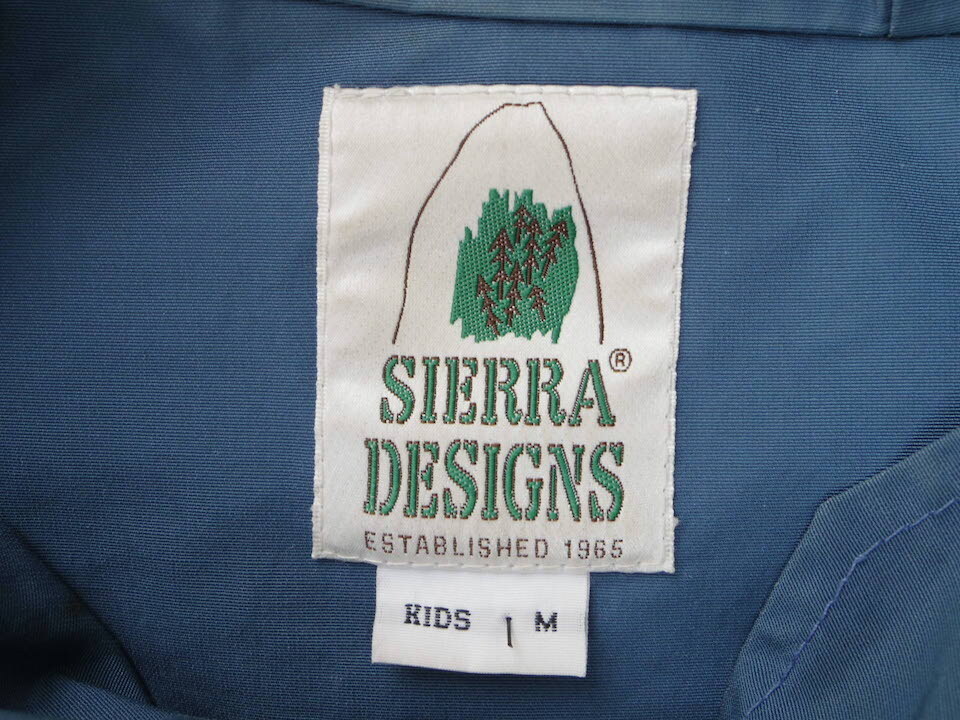 SIERRA®
DESIGNS
ESTABLISHED 1965
KIDS M